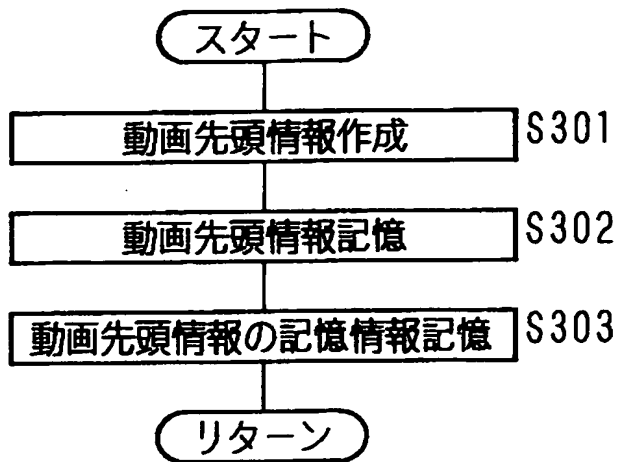 スタート
動画先頭情報作成 S301
動画先頭情報記憶 S302
動画先頭情報の記憶情報記憶 S303
リターン